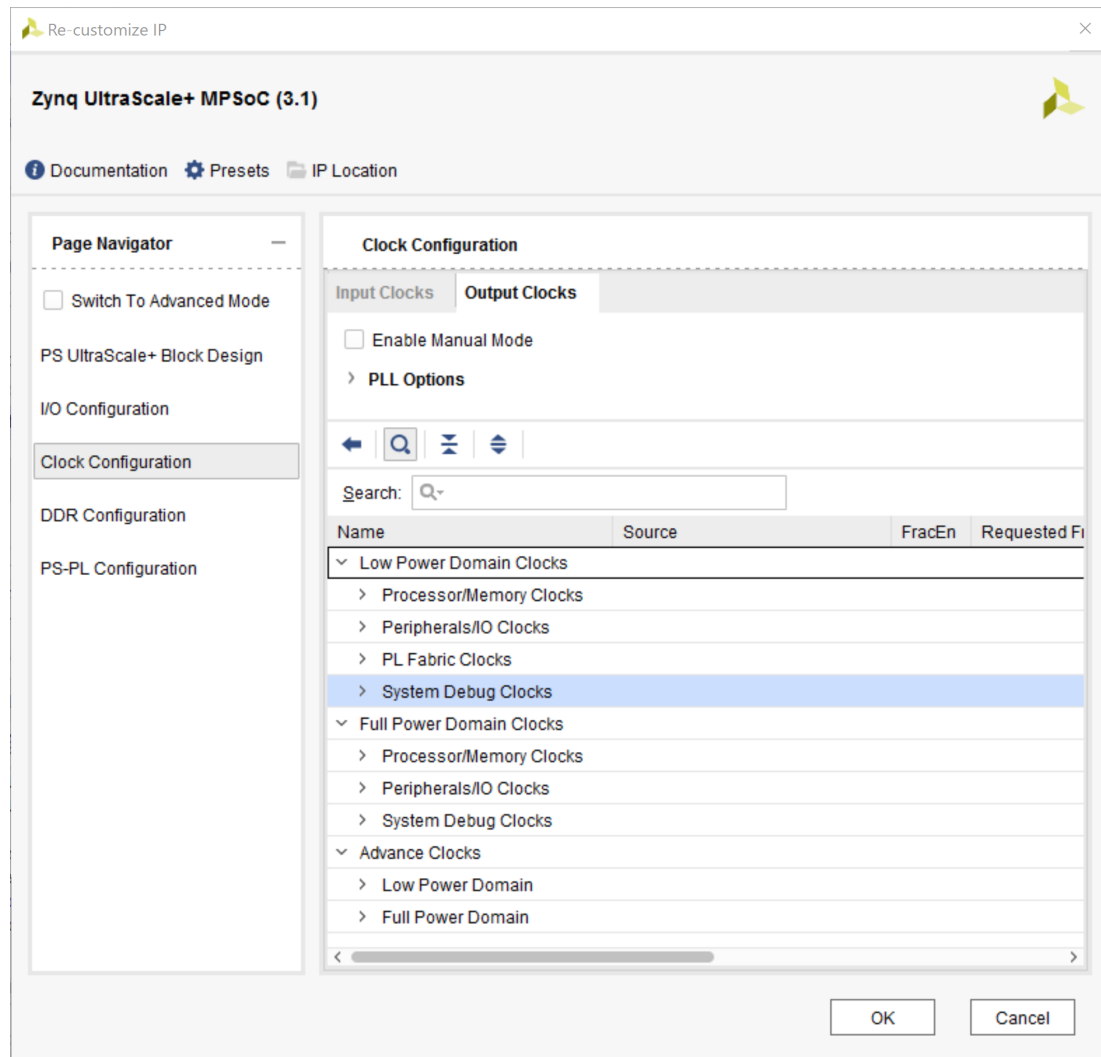 Re-customize IP
Zynq UltraScale+ MPSoC (3.1)
Documentation Presets IP Location
Page Navigator
Switch To Advanced Mode
PS UltraScale+ Block Design
I/O Configuration
Clock Configuration
DDR Configuration
PS-PL Configuration
Clock Configuration
Input Clocks Output Clocks
Enable Manual Mode
PLL Options
Search:
Name Source FracEn Requested Fr
Low Power Domain Clocks
Processor/Memory Clocks
Peripherals/IO Clocks
PL Fabric Clocks
System Debug Clocks
Full Power Domain Clocks
Processor/Memory Clocks
Peripherals/IO Clocks
System Debug Clocks
Advance Clocks
Low Power Domain
Full Power Domain
OK Cancel